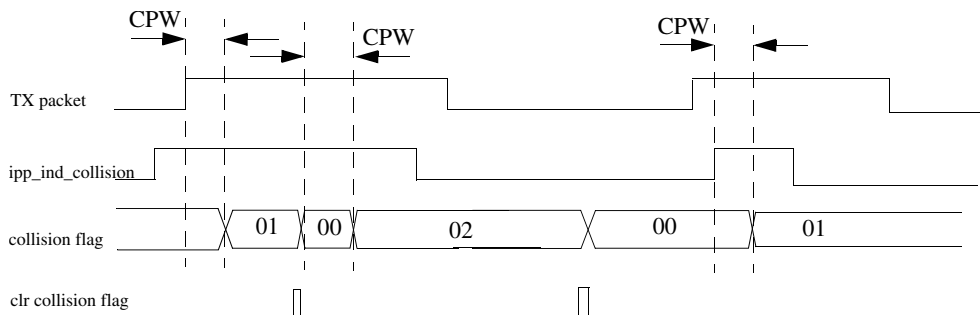 CPW
CPW
CPW
TX packet
ipp_ind_collision
collision flag
01
00
02
00
01
clr collision flag